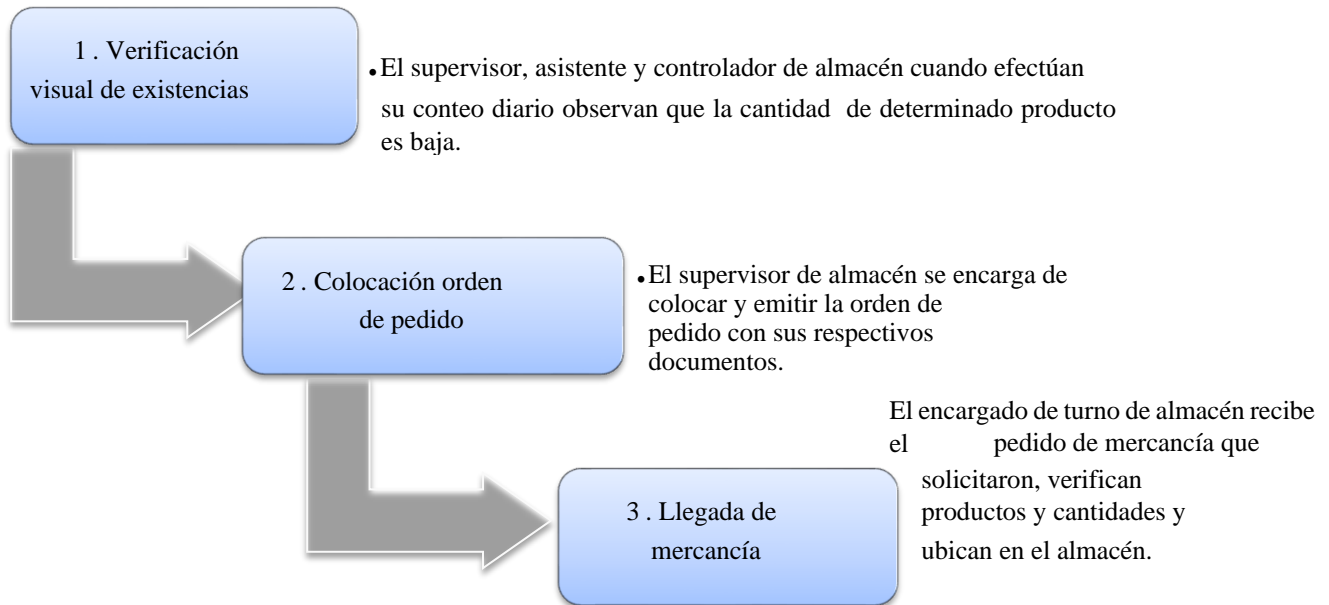 1 . Verificación
visual de existencias
•El supervisor, asistente y controlador de almacén cuando efectúan
su conteo diario observan que la cantidad de determinado producto
es baja.
2 . Colocación orden
de pedido
•El supervisor de almacén se encarga de
colocar y emitir la orden de
pedido con sus respectivos
documentos.
3 . Llegada de
mercancía
El encargado de turno de almacén recibe
el pedido de mercancía que
solicitaron, verifican
productos y cantidades y
ubican en el almacén.